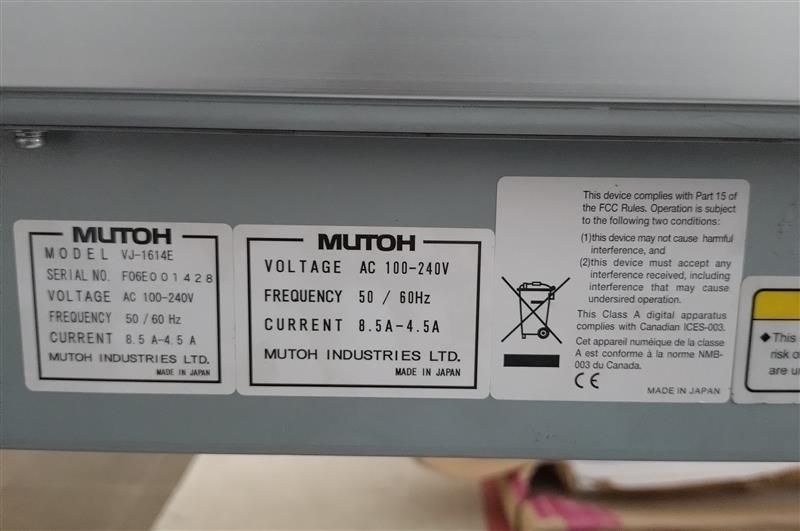 MUTOH
MODEL VJ-1614E
SERIAL NO. F06E001428
VOLTAGE AC 100-240V
FREQUENCY 50 / 60 Hz
CURRENT 8.5 A-4.5 A
MUTOH INDUSTRIES LTD.
MADE IN JAPAN
MUTOH
VOLTAGE AC 100-240V
FREQUENCY 50 / 60Hz
CURRENT 8.5A-4.5A
MUTOH INDUSTRIES LTD.
MADE IN JAPAN
This device complies with Part 15 of
the FCC Rules. Operation is subject
to the following two conditions:
(1)this device may not cause harmful
interference, and
(2)this device must accept any
interference received, including
interference that may cause
undersired operation.
This Class A digital apparatus
complies with Canadian ICES-003.
Cet appareil numéique de la classe
A est conforme à la norme NMB-
003 du Canada.
CE
MADE IN JAPAN
◆This
risk o
are u